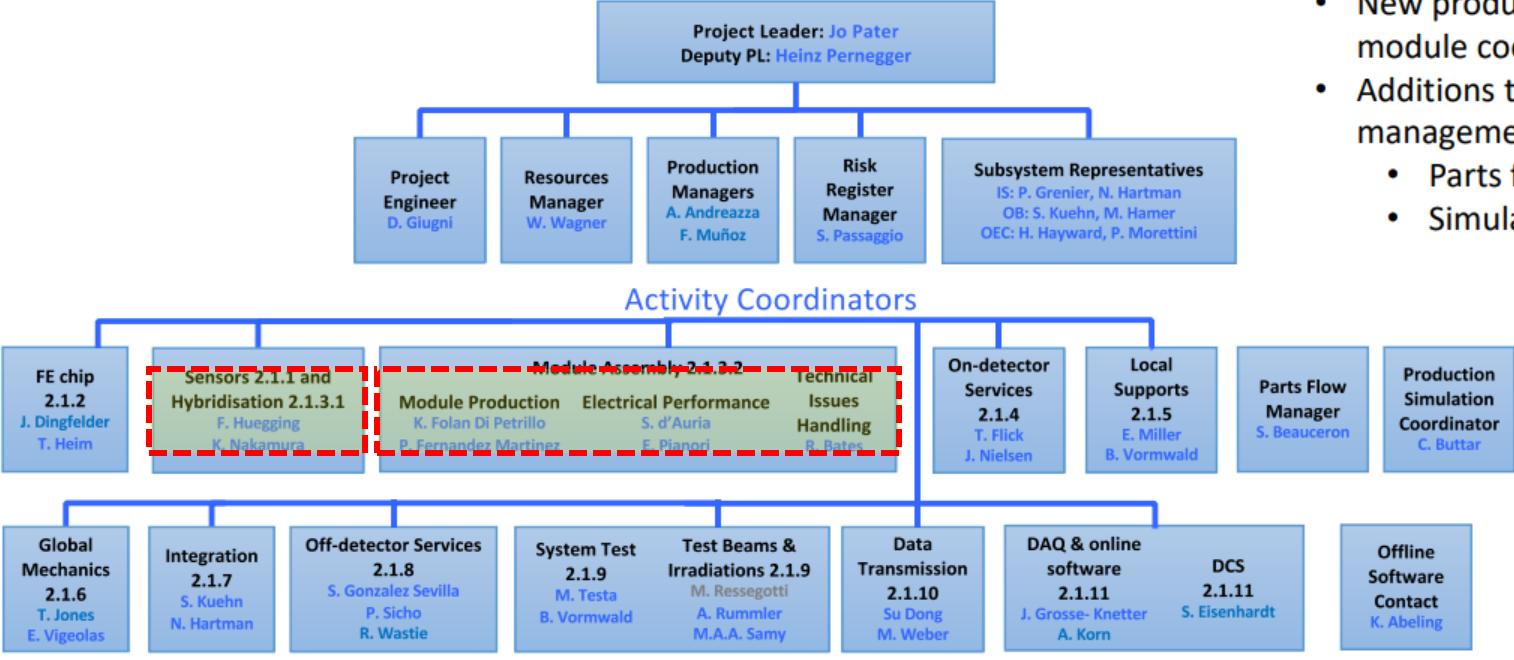 Project Leader: Jo Pater
Deputy PL: Heinz Pernegger
• New produ
module coo
• Additions t
manageme
• Parts f
• Simula
Project
Engineer
D. Giugni
Resources
Manager
W. Wagner
Production
Managers
A. Andreazza
F. Muñoz
Risk
Register
Manager
S. Passaggio
Subsystem Representatives
IS: P. Grenier, N. Hartman
OB: S. Kuehn, M. Hamer
OEC: H. Hayward, P. Morettini
Activity Coordinators
FE chip
2.1.2
J. Dingfelder
T. Heim
Sensors 2.1.1 and
Hybridisation 2.1.3.1
F. Huegging
K. Nakamura
Module Assembly 2.1.3.2
Module Production
K. Folan Di Petrillo
P. Fernandez Martinez
Electrical Performance
S. d'Auria
E. Pianori
Technical
Issues
Handling
R. Bates
On-detector
Services
2.1.4
T. Flick
J. Nielsen
Local
Supports
2.1.5
E. Miller
B. Vormwald
Parts Flow
Manager
S. Beauceron
Production
Simulation
Coordinator
C. Buttar
Global
Mechanics
2.1.6
T. Jones
E. Vigeolas
Integration
2.1.7
S. Kuehn
N. Hartman
Off-detector Services
2.1.8
S. Gonzalez Sevilla
P. Sicho
R. Wastie
System Test
2.1.9
M. Testa
B. Vormwald
Test Beams &
Irradiations 2.1.9
M. Ressegotti
A. Rummler
M.A.A. Samy
Data
Transmission
2.1.10
Su Dong
M. Weber
DAQ & online
software
2.1.11
J. Grosse- Knetter
A. Korn
DCS
2.1.11
S. Eisenhardt
Offline
Software
Contact
K. Abeling